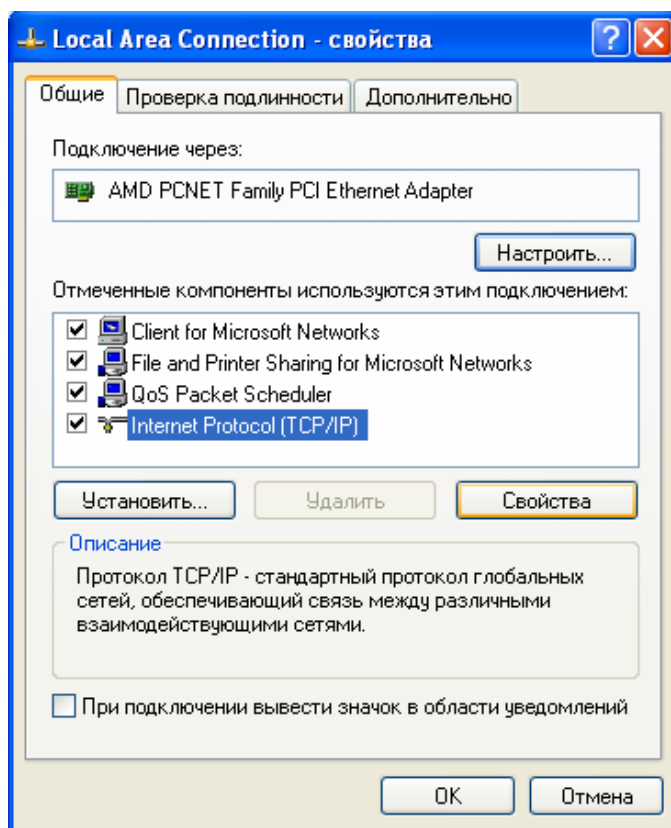 Local Area Connection - свойства
Общие
Проверка подлинности
Дополнительно
Подключение через:
AMD PCNET Family PCI Ethernet Adapter
Настроить...
Отмеченные компоненты используются этим подключением:
Client for Microsoft Networks
File and Printer Sharing for Microsoft Networks
QoS Packet Scheduler
Internet Protocol (TCP/IP)
Установить...
Удалить
Свойства
Описание
Протокол TCP/IP - стандартный протокол глобальных
сетей, обеспечивающий связь между различными
взаимодействующими сетями.
При подключении вывести значок в области уведомлений
OK
Отмена